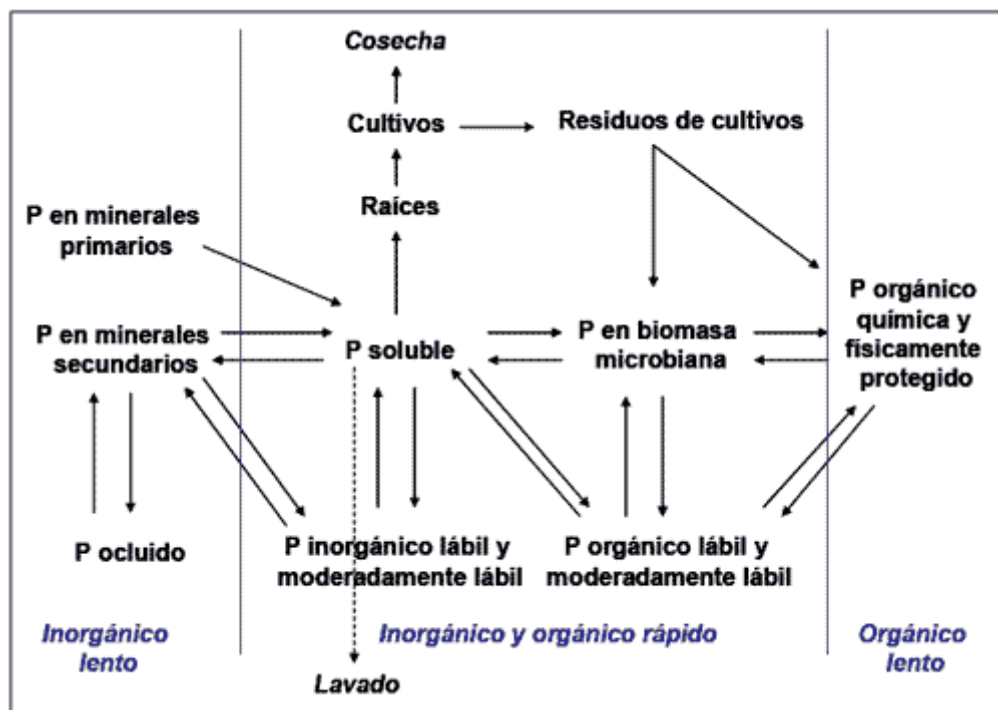 Cosecha
Cultivos
Residuos de cultivos
Raíces
P en minerales
primarios
P en minerales
secundarios
P soluble
P en biomasa
microbiana
P orgánico
química y
físicamente
protegido
P ocluido
P inorgánico lábil y
moderadamente lábil
P orgánico lábil y
moderadamente lábil
Inorgánico
lento
Inorgánico y orgánico rápido
Orgánico
lento
Lavado